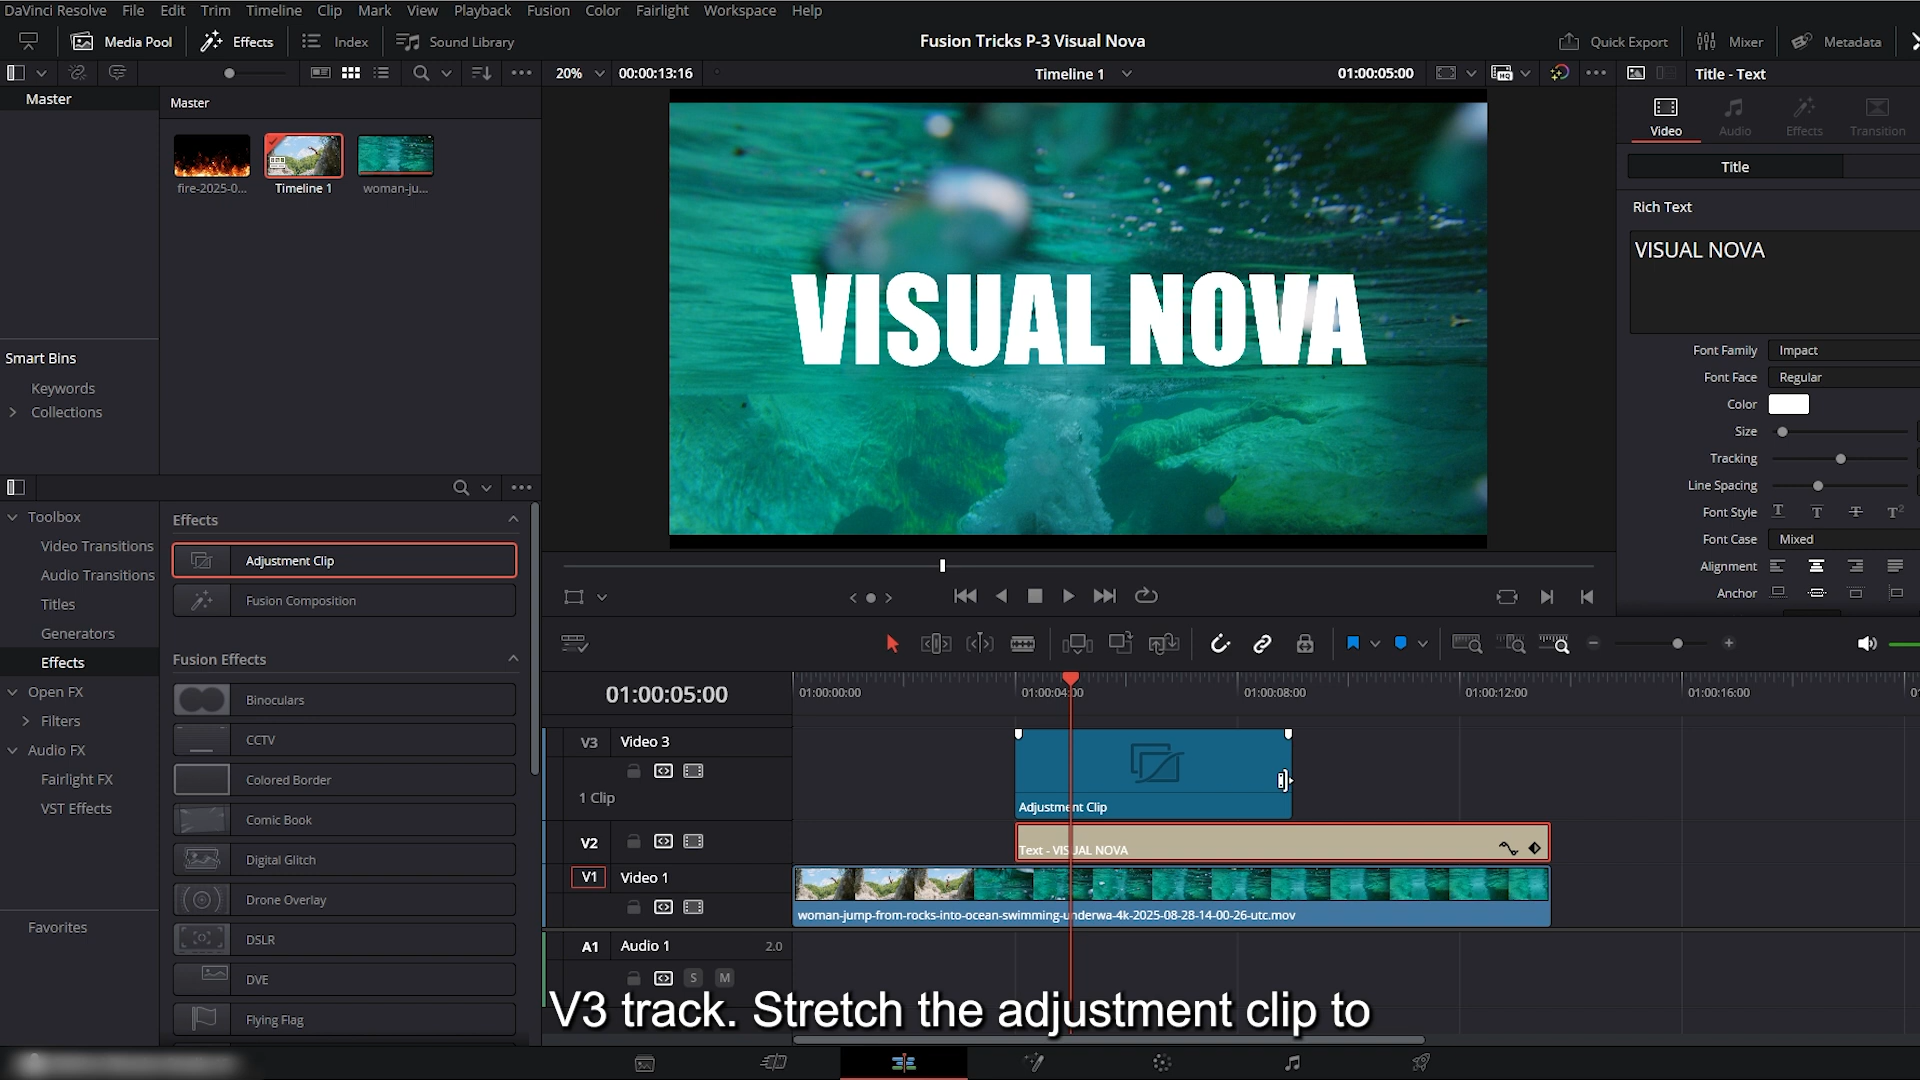 DaVinci Resolve File Edit Trim Timeline Clip Mark View Playback Fusion Color Fairlight Workspace Help
Media Pool Effects Index Sound Library Fusion Tricks P-3 Visual Nova Quick Export Mixer Metadata
20% 00:00:13:16 Timeline 1 01:00:05:00 HQ Title - Text
Master Master
Video Audio Effects Transition
fire-2025-0... Timeline 1 woman-ju...
Title
Rich Text
VISUAL NOVA
VISUAL NOVA
Smart Bins
Keywords
Collections
Font Family Impact
Font Face Regular
Color
Size
Tracking
Line Spacing
Font Style T T T T2
Font Case Mixed
Alignment
Anchor
Toolbox
Video Transitions
Audio Transitions
Titles
Generators
Effects
Open FX
Filters
Audio FX
Fairlight FX
VST Effects
Favorites
Effects
Adjustment Clip
Fusion Composition
Fusion Effects
Binoculars
CCTV
Colored Border
Comic Book
Digital Glitch
Drone Overlay
DSLR
DVE
Flying Flag
01:00:05:00 01:00:00:00 01:00:04:00 01:00:08:00 01:00:12:00 01:00:16:00
V3 Video 3
1 Clip
Adjustment Clip
V2
Text - VISUAL NOVA
V1 Video 1
woman-jump-from-rocks-into-ocean-swimming-underwa-4k-2025-08-28-14-00-26-utc.mov
A1 Audio 1 2.0
S M
V3 track. Stretch the adjustment clip to